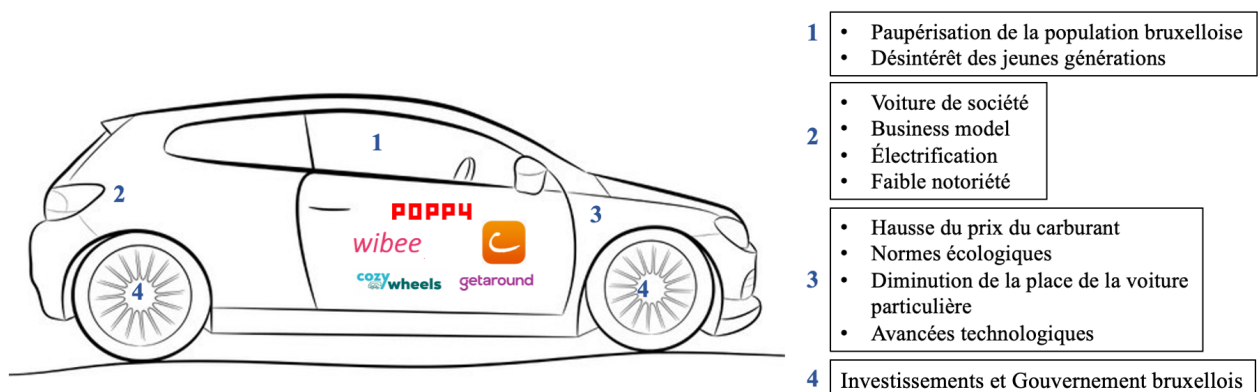 1
2
3
POPPY
wibee
cozy
wheels
getaround
4
4
1
• Paupérisation de la population bruxelloise
• Désintérêt des jeunes générations
2
• Voiture de société
• Business model
• Électrification
• Faible notoriété
3
• Hausse du prix du carburant
• Normes écologiques
• Diminution de la place de la voiture
particulière
• Avancées technologiques
4
Investissements et Gouvernement bruxellois